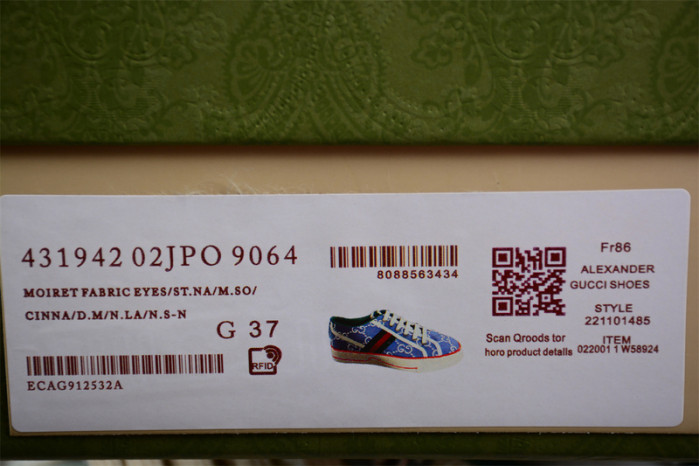 431942 02JPO 9064
MOIRET FABRIC EYES/ST.NA/M.SO/
CINNA/D.M/N.LA/N.S-N
G 37
RFID
ECAG912532A
8088563434
Scan Qroods tor
horo product details
Fr86
ALEXANDER
GUCCI SHOES
STYLE
221101485
ITEM
022001 1 W58924